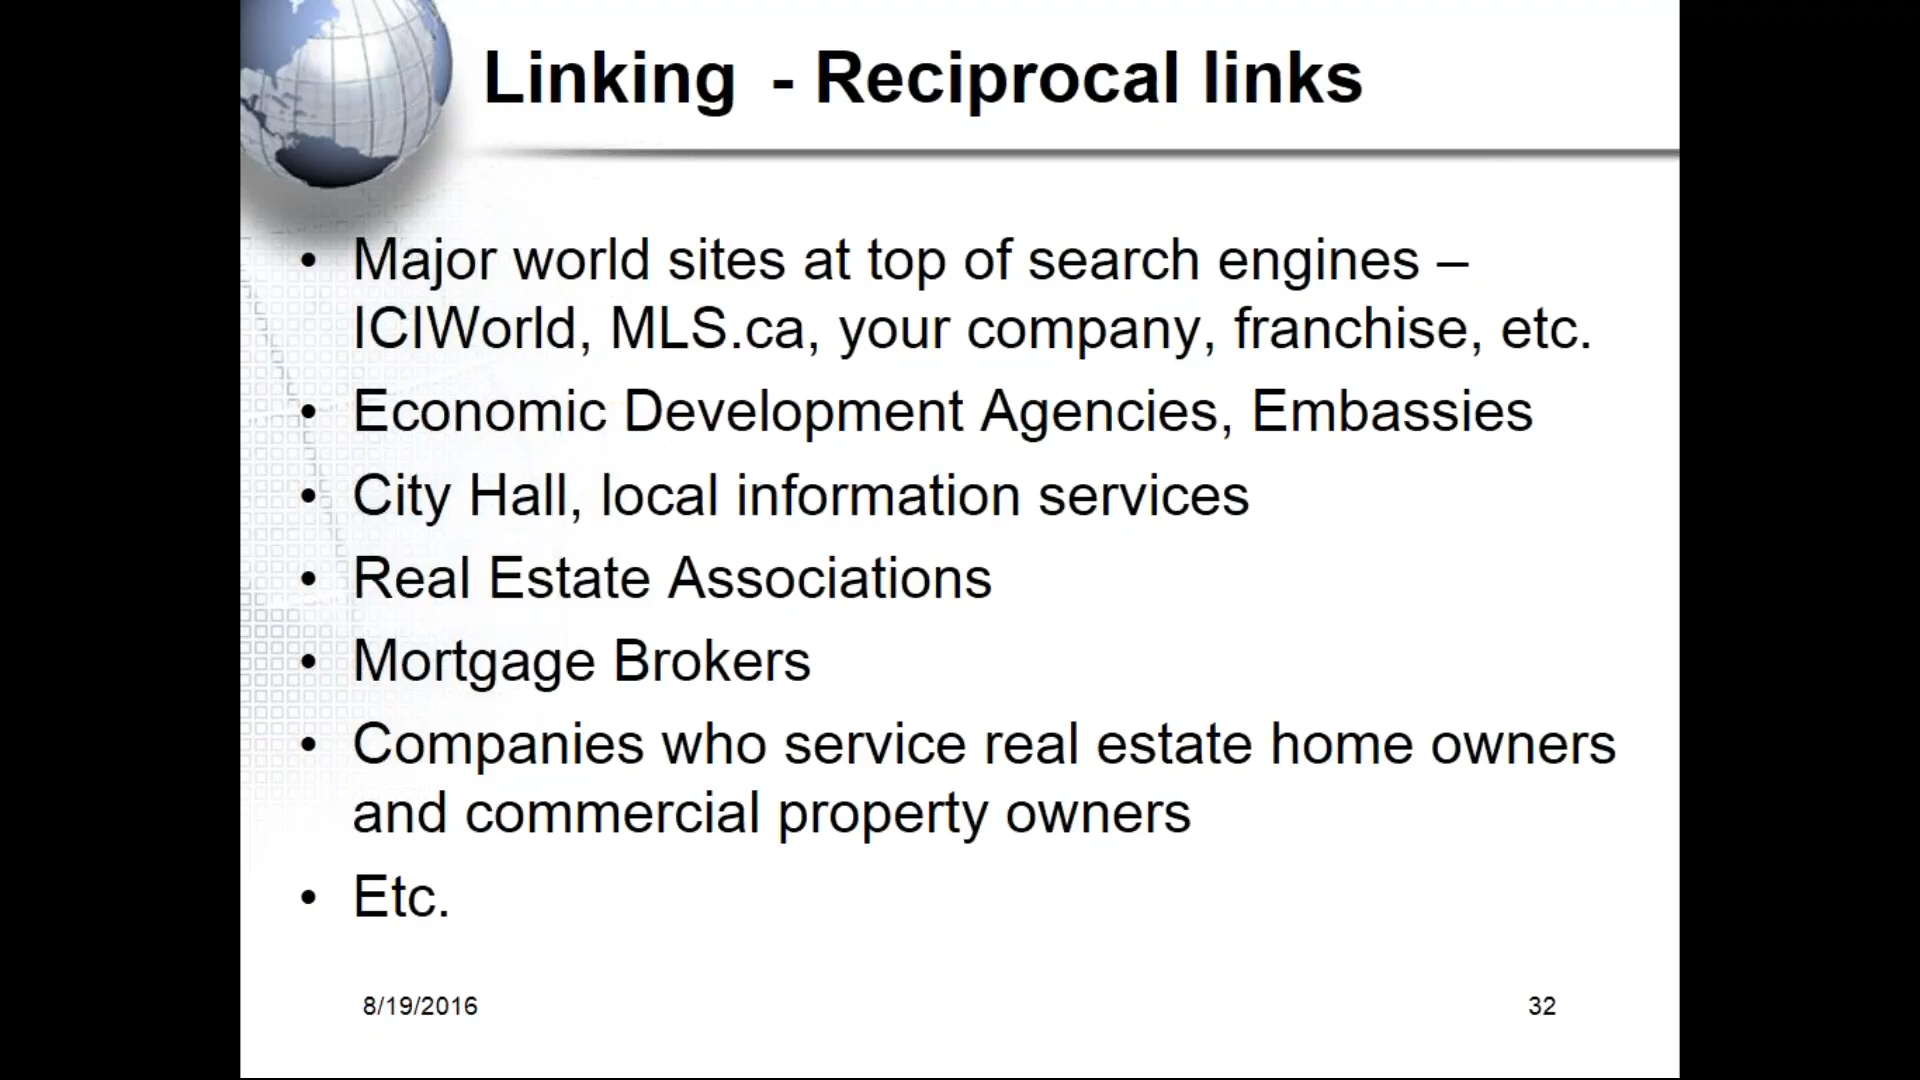 Linking - Reciprocal links
• Major world sites at top of search engines –
ICIWorld, MLS.ca, your company, franchise, etc.
• Economic Development Agencies, Embassies
• City Hall, local information services
• Real Estate Associations
• Mortgage Brokers
• Companies who service real estate home owners
and commercial property owners
• Etc.
8/19/2016
32